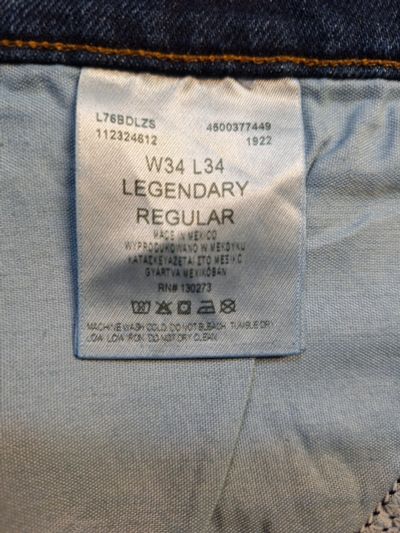 L76BDLZS 4500377449
112324612 1922
W34 L34
LEGENDARY
REGULAR
MADE IN MEXICO
WYPRODUKOWANO W MEKSYKU
ΚΑΤΑΣΚΕΥΑΖΕΤΑΙ ΣΤΟ ΜΕΞΙΚΟ
GYÁRTVA MEXIKÓBAN
RN# 130273
MACHINE WASH COLD. DO NOT BLEACH. TUMBLE DRY
LOW. LOW IRON. DO NOT DRY CLEAN.